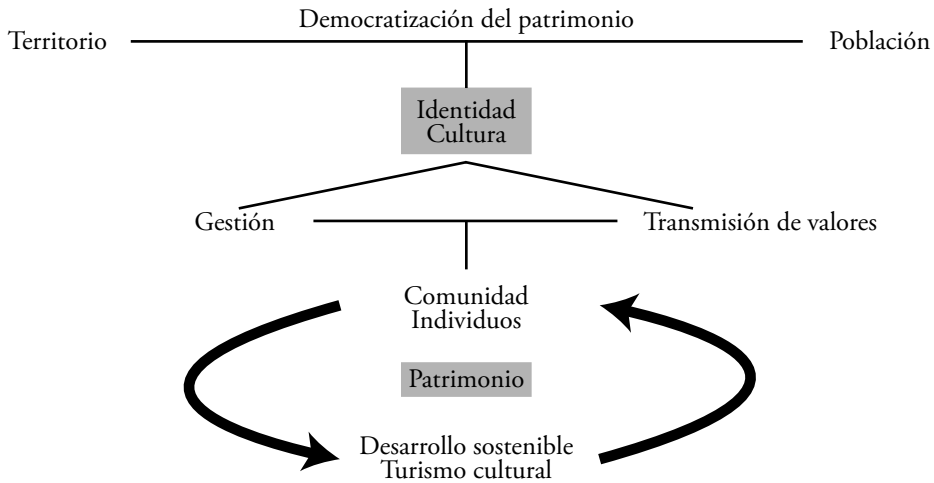 Democratización del patrimonio
Territorio
Población
Identidad
Cultura
Gestión
Transmisión de valores
Comunidad
Individuos
Patrimonio
Desarrollo sostenible
Turismo cultural